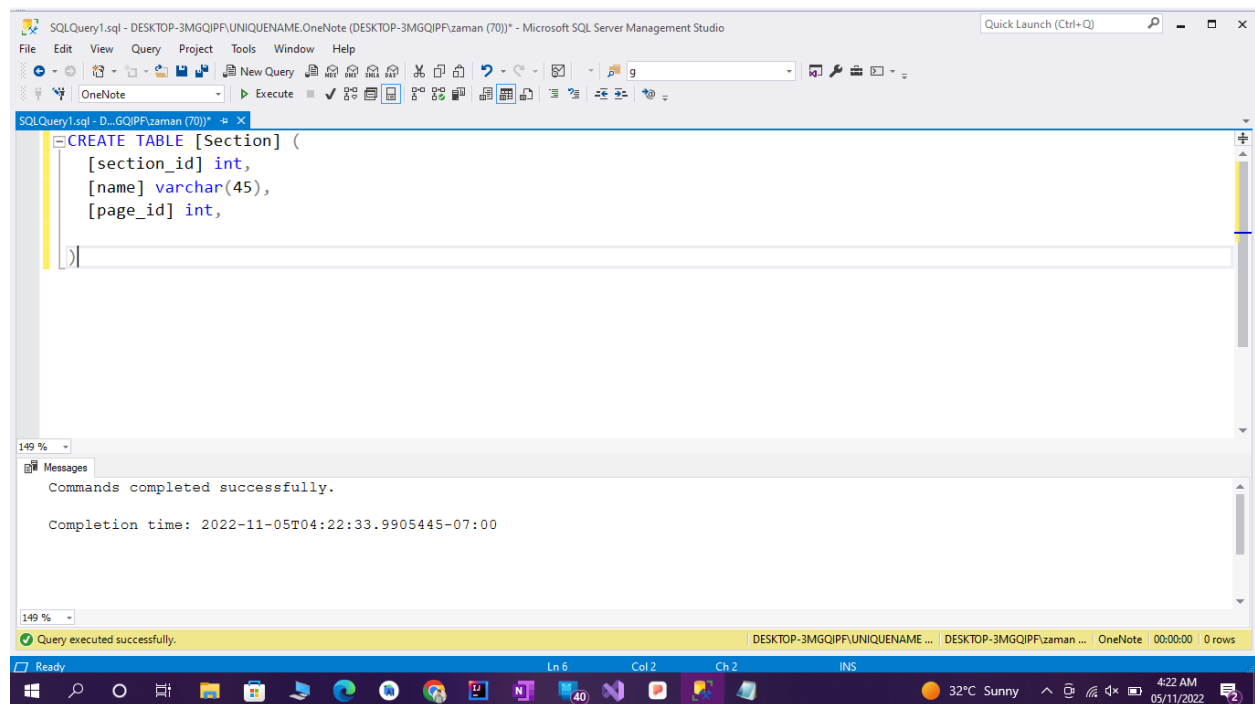 SQLQuery1.sql - DESKTOP-3MGQIPF\UNIQUENAME.OneNote (DESKTOP-3MGQIPF\zaman (70))* - Microsoft SQL Server Management Studio
Quick Launch (Ctrl+Q)
File Edit View Query Project Tools Window Help
New Query MDX DMX XMLA DAX g
OneNote Execute
SQLQuery1.sql - D...GQIPF\zaman (70))*
CREATE TABLE [Section] (
[section_id] int,
[name] varchar(45),
[page_id] int,
)
149 %
Messages
Commands completed successfully.
Completion time: 2022-11-05T04:22:33.9905445-07:00
149 %
Query executed successfully. DESKTOP-3MGQIPF\UNIQUENAME ... DESKTOP-3MGQIPF\zaman ... OneNote 00:00:00 0 rows
Ready Ln 6 Col 2 Ch 2 INS
40 32°C Sunny 4:22 AM
05/11/2022 2